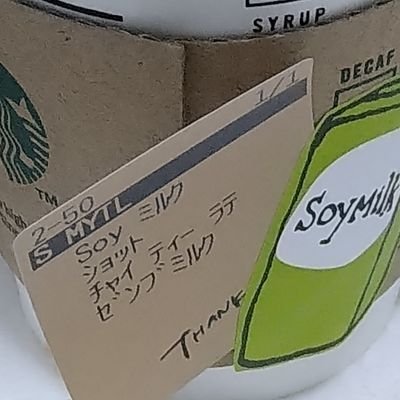 SYRUP
DECAF
TM
1/1
2-50
S MYTL
Soy ミルク
ショット
チャイ ティー ラテ
ゼンブミルク
THANK
Soymilk